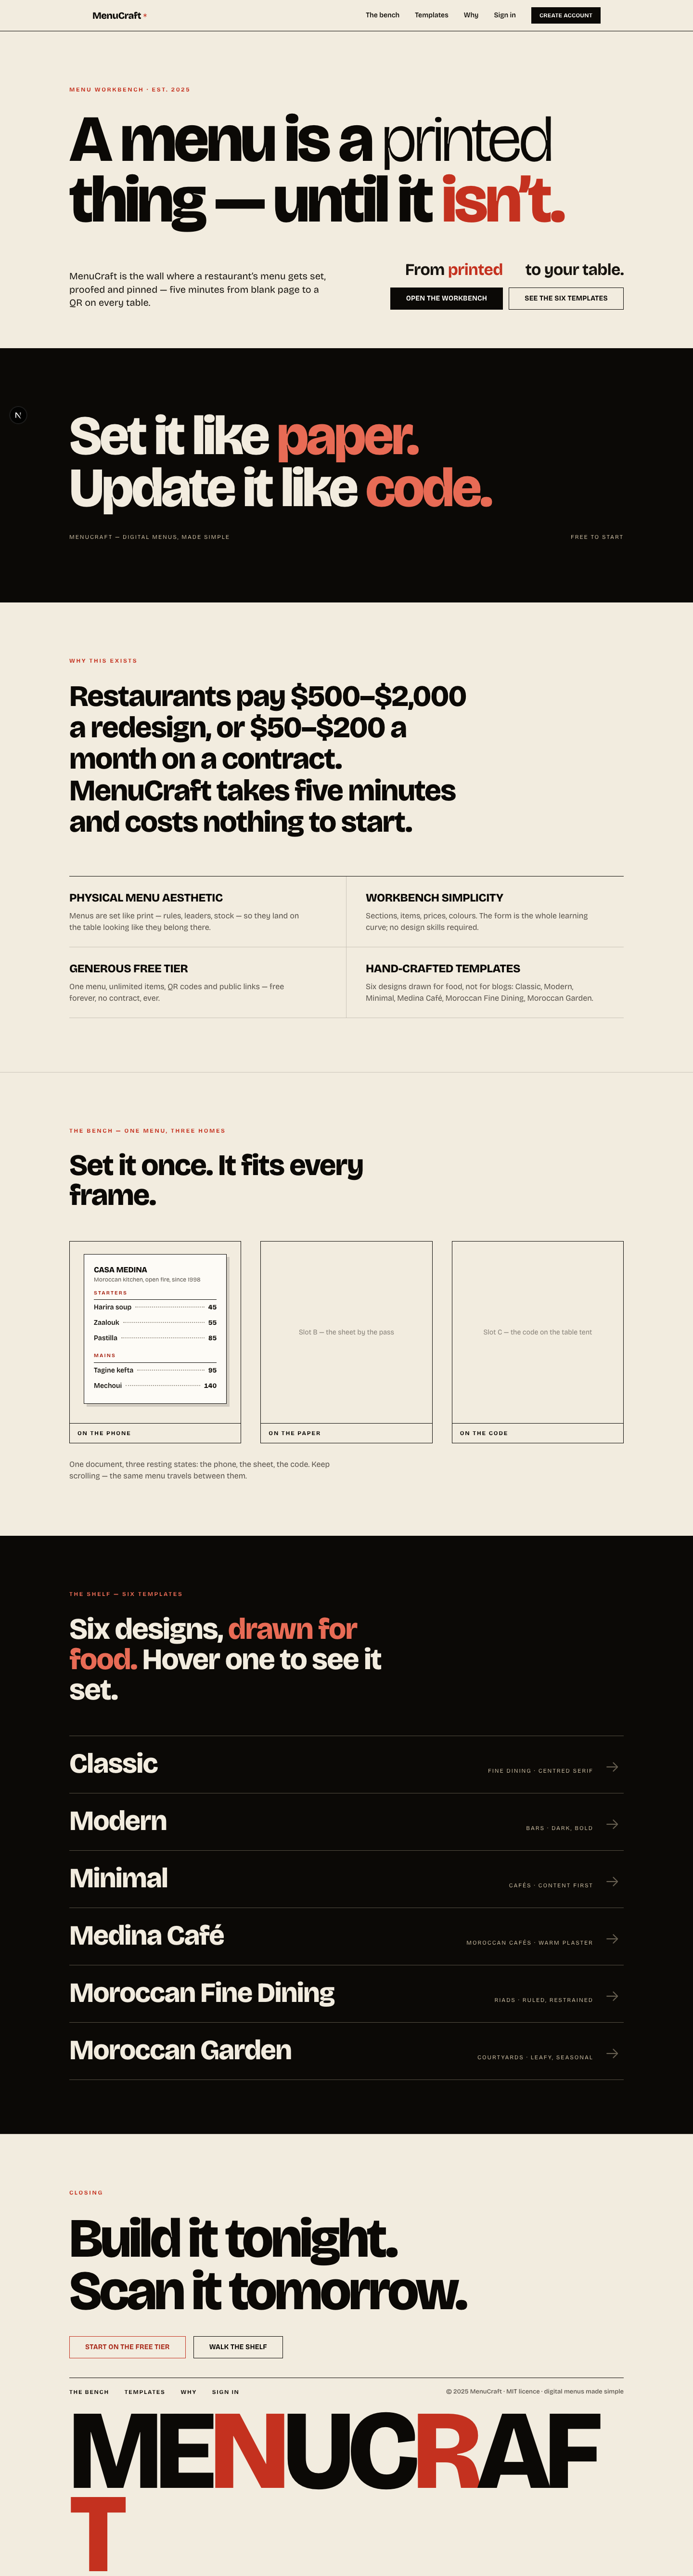 MenuCraft *
The bench Templates Why Sign in CREATE ACCOUNT
MENU WORKBENCH · EST. 2025
A menu is a printed
thing — until it isn't.
MenuCraft is the wall where a restaurant's menu gets set,
proofed and pinned — five minutes from blank page to a
QR on every table.
From printed to your table.
OPEN THE WORKBENCH SEE THE SIX TEMPLATES
N
Set it like paper.
Update it like code.
MENUCRAFT — DIGITAL MENUS, MADE SIMPLE FREE TO START
WHY THIS EXISTS
Restaurants pay $500–$2,000
a redesign, or $50–$200 a
month on a contract.
MenuCraft takes five minutes
and costs nothing to start.
PHYSICAL MENU AESTHETIC
Menus are set like print — rules, leaders, stock — so they land on
the table looking like they belong there.
WORKBENCH SIMPLICITY
Sections, items, prices, colours. The form is the whole learning
curve; no design skills required.
GENEROUS FREE TIER
One menu, unlimited items, QR codes and public links — free
forever, no contract, ever.
HAND-CRAFTED TEMPLATES
Six designs drawn for food, not for blogs: Classic, Modern,
Minimal, Medina Café, Moroccan Fine Dining, Moroccan Garden.
THE BENCH — ONE MENU, THREE HOMES
Set it once. It fits every
frame.
CASA MEDINA
Moroccan kitchen, open fire, since 1998
STARTERS
Harira soup 45
Zaalouk 55
Pastilla 85
MAINS
Tagine kefta 95
Mechoui 140
ON THE PHONE
Slot B — the sheet by the pass
ON THE PAPER
Slot C — the code on the table tent
ON THE CODE
One document, three resting states: the phone, the sheet, the code. Keep
scrolling — the same menu travels between them.
THE SHELF — SIX TEMPLATES
Six designs, drawn for
food. Hover one to see it
set.
Classic FINE DINING · CENTRED SERIF →
Modern BARS · DARK, BOLD →
Minimal CAFÉS · CONTENT FIRST →
Medina Café MOROCCAN CAFÉS · WARM PLASTER →
Moroccan Fine Dining RIADS · RULED, RESTRAINED →
Moroccan Garden COURTYARDS · LEAFY, SEASONAL →
CLOSING
Build it tonight.
Scan it tomorrow.
START ON THE FREE TIER WALK THE SHELF
THE BENCH TEMPLATES WHY SIGN IN © 2025 MenuCraft · MIT licence · digital menus made simple
MENUCRAF
T